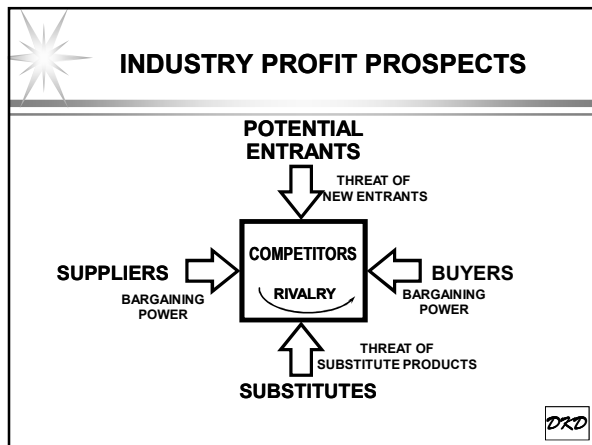 INDUSTRY PROFIT PROSPECTS
POTENTIAL
ENTRANTS
THREAT OF
NEW ENTRANTS
COMPETITORS
RIVALRY
SUPPLIERS
BARGAINING
POWER
BUYERS
BARGAINING
POWER
THREAT OF
SUBSTITUTE PRODUCTS
SUBSTITUTES
DKD